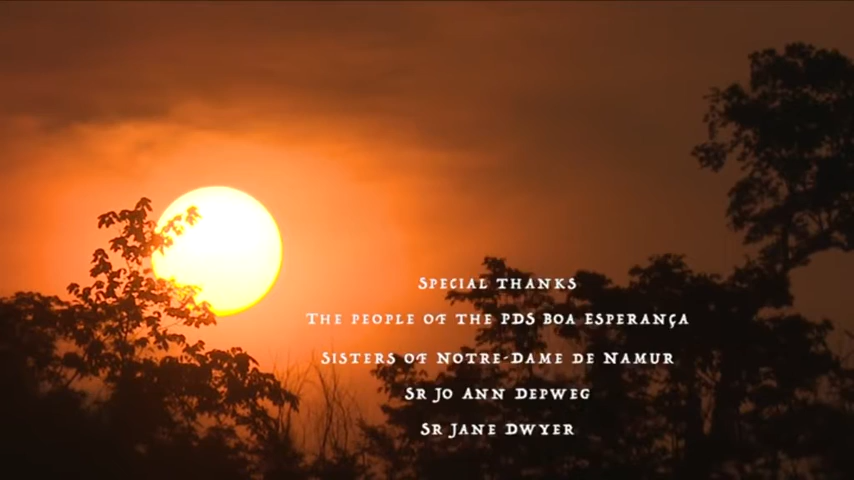 Special thanks
The people of the PDS Boa Esperança
Sisters of Notre-Dame de Namur
Sr Jo Ann Depweg
Sr Jane Dwyer